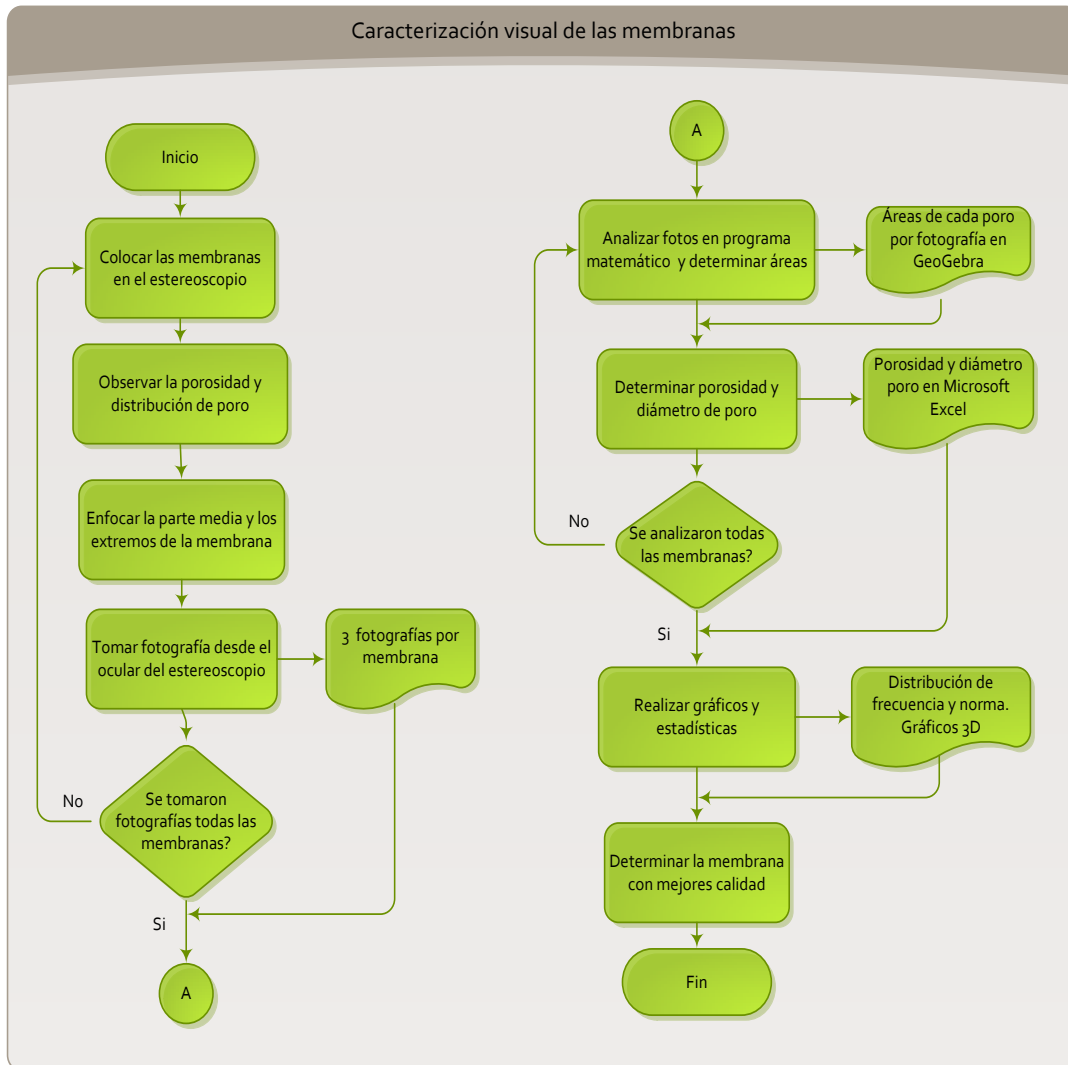 Caracterización visual de las membranas
Inicio
Colocar las membranas
en el estereoscopio
Observar la porosidad y
distribución de poro
Enfocar la parte media y los
extremos de la membrana
Tomar fotografía desde el
ocular del estereoscopio
3 fotografías por
membrana
No
Se tomaron
fotografías todas las
membranas?
Si
A
A
Analizar fotos en programa
matemático y determinar áreas
Áreas de cada poro
por fotografía en
GeoGebra
Determinar porosidad y
diámetro de poro
Porosidad y diámetro
poro en Microsoft
Excel
No
Se analizaron todas
las membranas?
Si
Realizar gráficos y
estadísticas
Distribución de
frecuencia y norma.
Gráficos 3D
Determinar la membrana
con mejores calidad
Fin